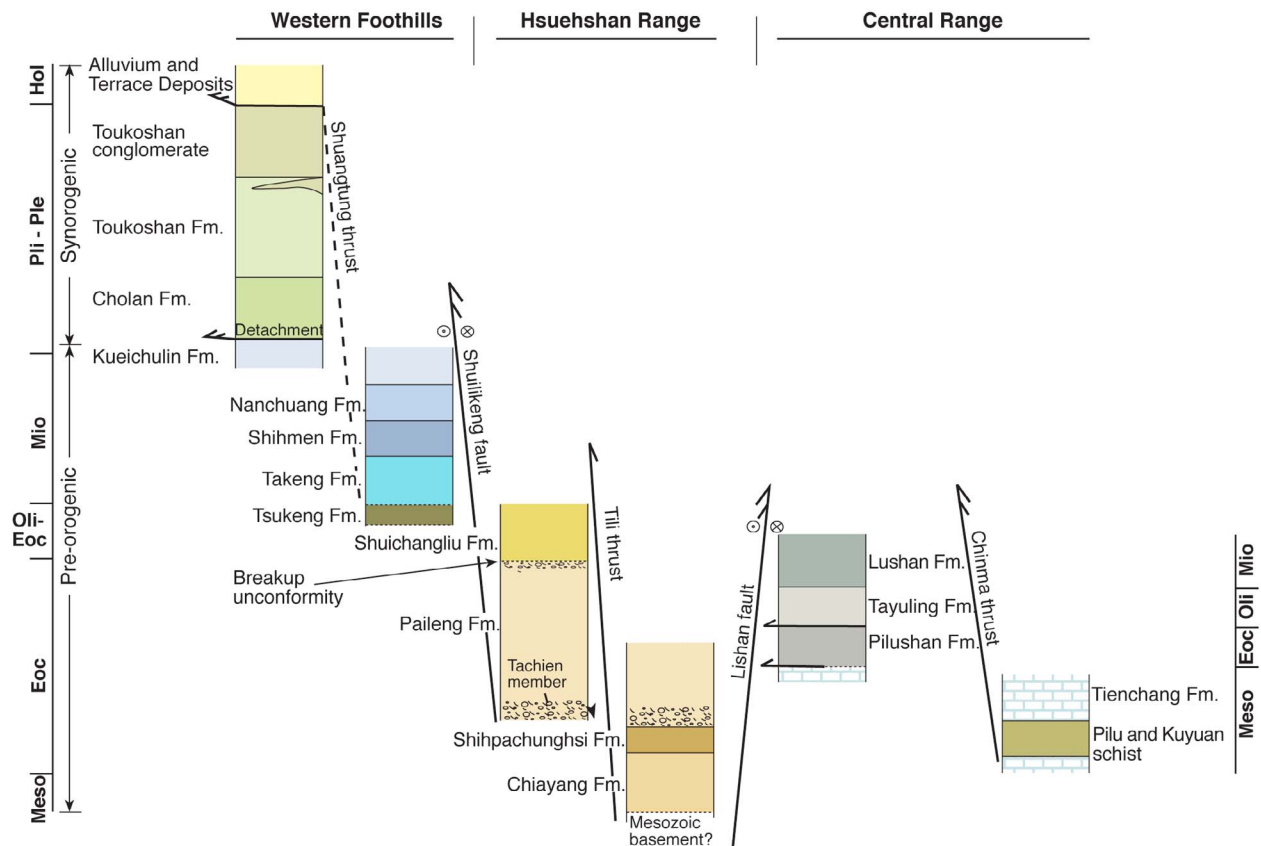 Western Foothills
Hsuehshan Range
Central Range
Hol
Pli - Ple
Mio
Oli-
Eoc
Eoc
Meso
Synorogenic
Pre-orogenic
Alluvium and
Terrace Deposits
Toukoshan
conglomerate
Toukoshan Fm.
Cholan Fm.
Detachment
Kueichulin Fm.
Shuangtung thrust
Nanchuang Fm.
Shihmen Fm.
Takeng Fm.
Tsukeng Fm.
Shuilikeng fault
Shuichangliu Fm.
Breakup
unconformity
Paileng Fm.
Tachien
member
Tili thrust
Shihpachunghsi Fm.
Chiayang Fm.
Mesozoic
basement?
Lishan fault
Lushan Fm.
Tayuling Fm.
Pilushan Fm.
Chinma thrust
Tienchang Fm.
Pilu and Kuyuan
schist
Mio
Oli
Eoc
Meso